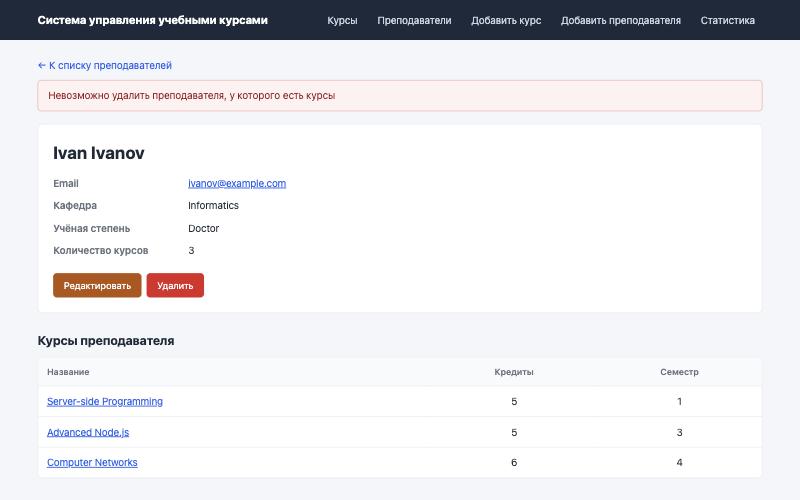 Система управления учебными курсами Курсы Преподаватели Добавить курс Добавить преподавателя Статистика
← К списку преподавателей
Невозможно удалить преподавателя, у которого есть курсы
Ivan Ivanov
Email ivanov@example.com
Кафедра Informatics
Учёная степень Doctor
Количество курсов 3
Редактировать Удалить
Курсы преподавателя
Название Кредиты Семестр
Server-side Programming 5 1
Advanced Node.js 5 3
Computer Networks 6 4